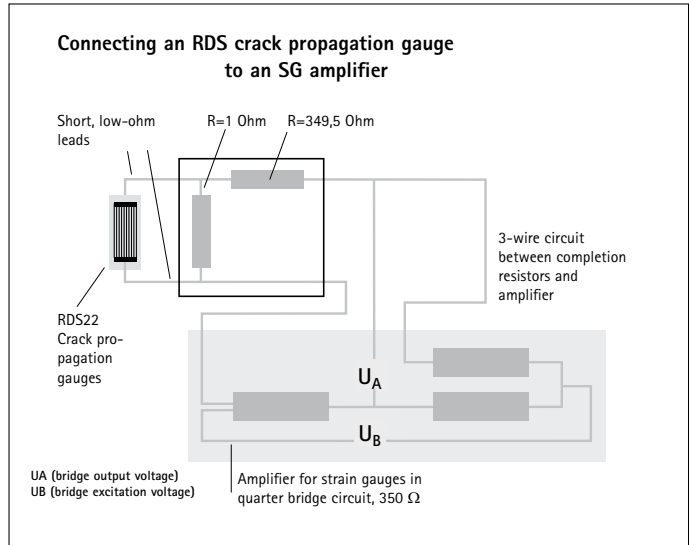 Connecting an RDS crack propagation gauge
to an SG amplifier
Short, low-ohm
leads
R=1 Ohm
R=349,5 Ohm
3-wire circuit
between completion
resistors and
amplifier
RDS22
Crack pro-
pagation
gauges
UA
UB
UA (bridge output voltage)
UB (bridge excitation voltage)
Amplifier for strain gauges in
quarter bridge circuit, 350 Ω